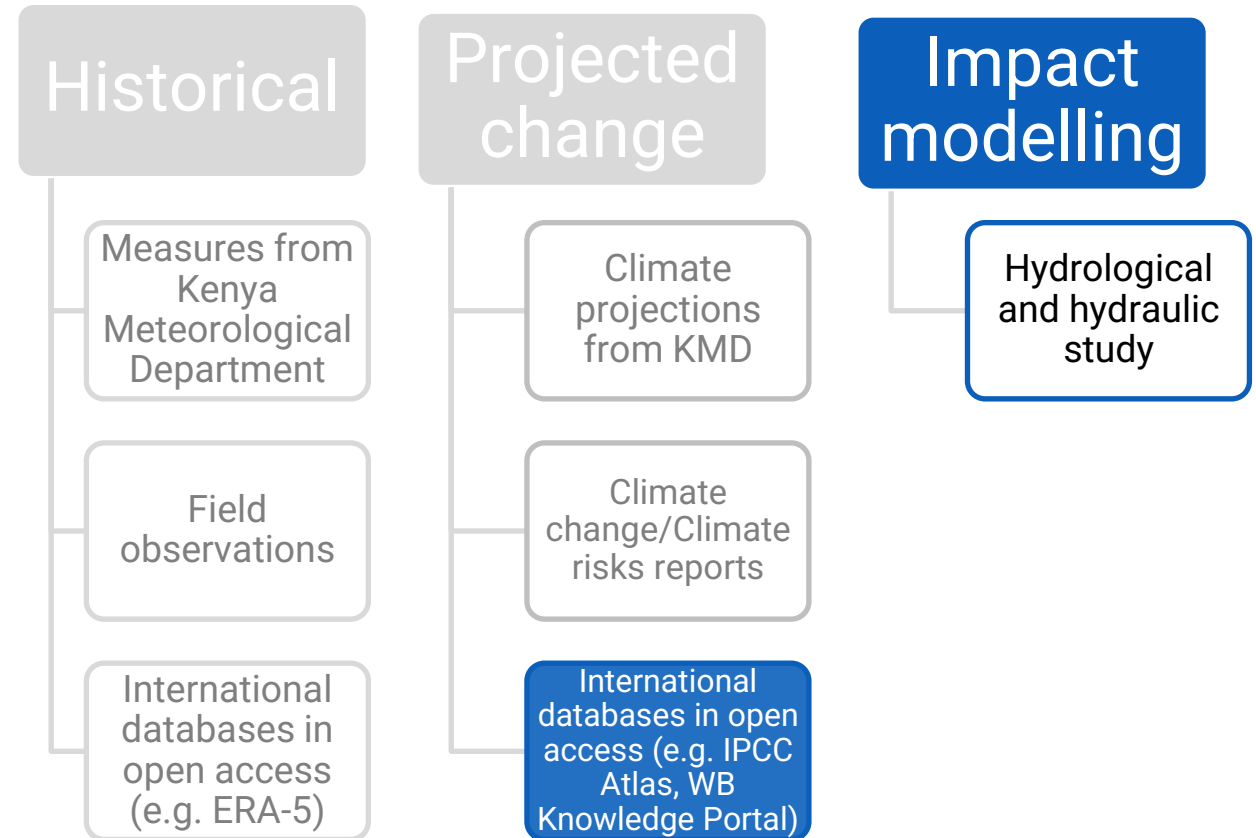 Historical
Measures from
Kenya
Meteorological
Department
Field
observations
International
databases in
open access
(e.g. ERA-5)
Projected
change
Climate
projections
from KMD
Climate
change/Climate
risks reports
International
databases in open
access (e.g. IPCC
Atlas, WB
Knowledge Portal)
Impact
modelling
Hydrological
and hydraulic
study